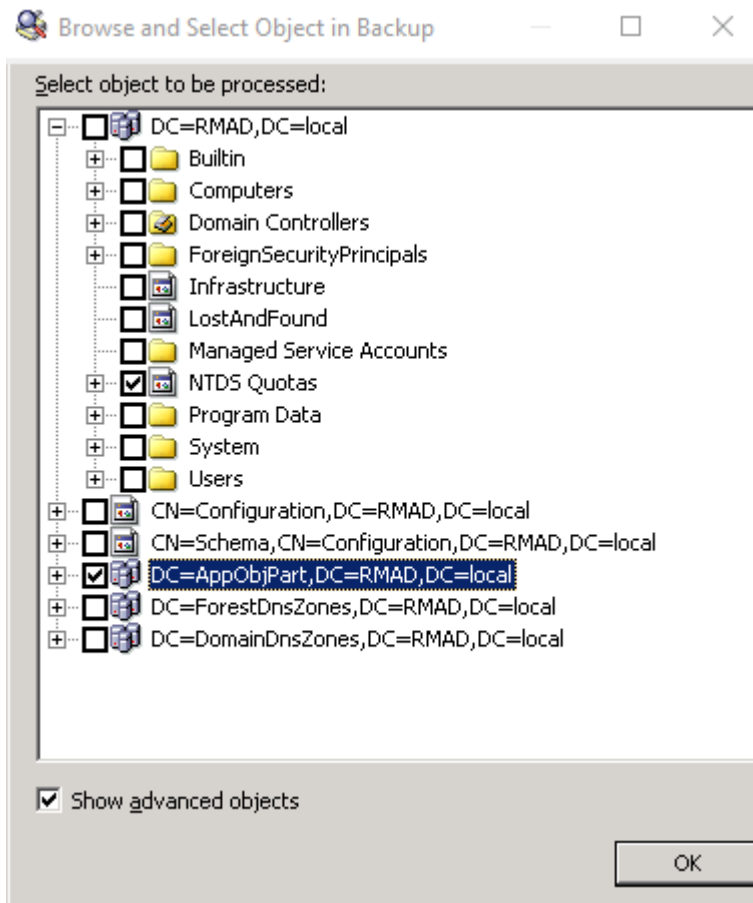 Browse and Select Object in Backup
Select object to be processed:
DC=RMAD,DC=local
Builtin
Computers
Domain Controllers
ForeignSecurityPrincipals
Infrastructure
LostAndFound
Managed Service Accounts
NTDS Quotas
Program Data
System
Users
CN=Configuration,DC=RMAD,DC=local
CN=Schema,CN=Configuration,DC=RMAD,DC=local
DC=AppObjPart,DC=RMAD,DC=local
DC=ForestDnsZones,DC=RMAD,DC=local
DC=DomainDnsZones,DC=RMAD,DC=local
Show advanced objects
OK